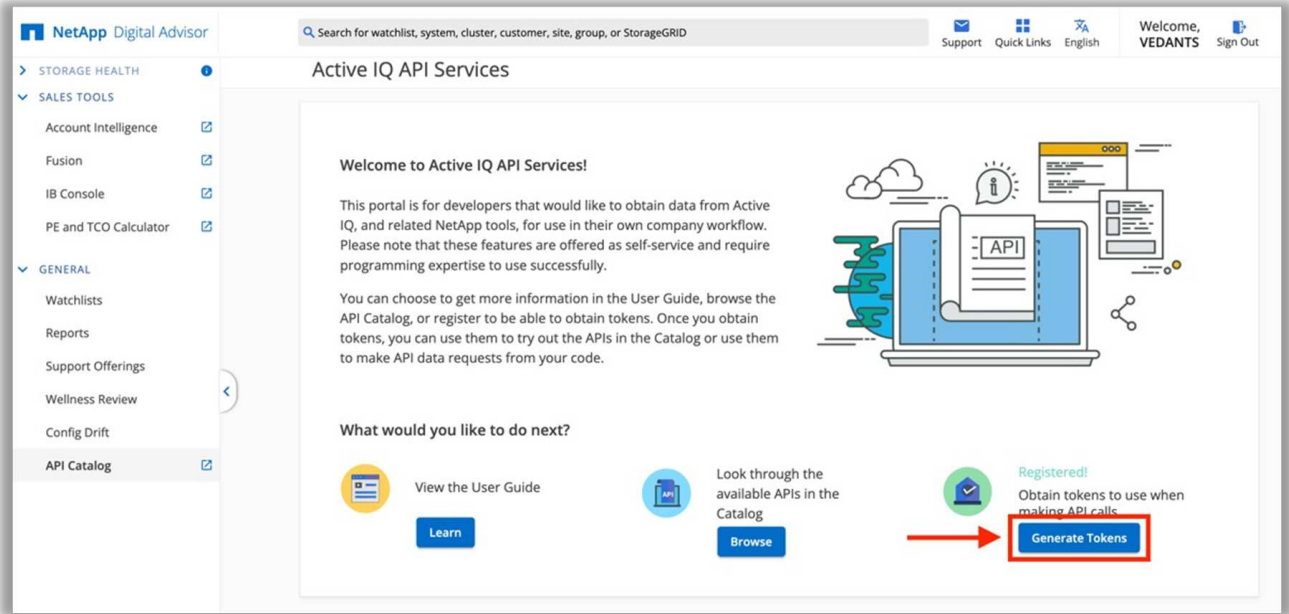 NetApp Digital Advisor
Search for watchlist, system, cluster, customer, site, group, or StorageGRID
Support
Quick Links
English
Welcome,
VEDANTS
Sign Out
STORAGE HEALTH
SALES TOOLS
Account Intelligence
Fusion
IB Console
PE and TCO Calculator
GENERAL
Watchlists
Reports
Support Offerings
Wellness Review
Config Drift
API Catalog
Active IQ API Services
Welcome to Active IQ API Services!
This portal is for developers that would like to obtain data from Active
IQ, and related NetApp tools, for use in their own company workflow.
Please note that these features are offered as self-service and require
programming expertise to use successfully.
You can choose to get more information in the User Guide, browse the
API Catalog, or register to be able to obtain tokens. Once you obtain
tokens, you can use them to try out the APIs in the Catalog or use them
to make API data requests from your code.
API
What would you like to do next?
View the User Guide
Learn
API
Look through the
available APIs in the
Catalog
Browse
Registered!
Obtain tokens to use when
making API calls
Generate Tokens